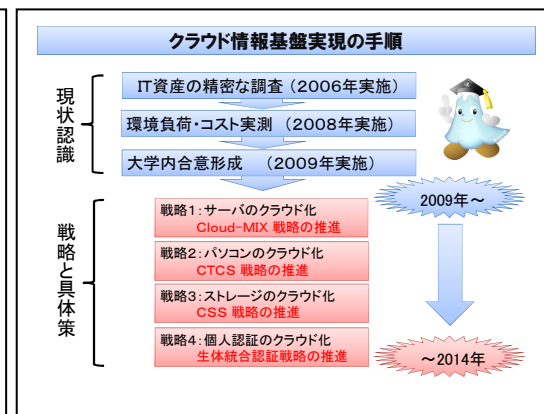 クラウド情報基盤実現の手順
現状認識
IT資産の精密な調査（2006年実施）
環境負荷・コスト実測 （2008年実施）
大学内合意形成 （2009年実施）
戦略と具体策
戦略1：サーバのクラウド化
Cloud-MIX 戦略の推進
戦略2：パソコンのクラウド化
CTCS 戦略の推進
戦略3：ストレージのクラウド化
CSS 戦略の推進
戦略4：個人認証のクラウド化
生体統合認証戦略の推進
2009年～
～2014年